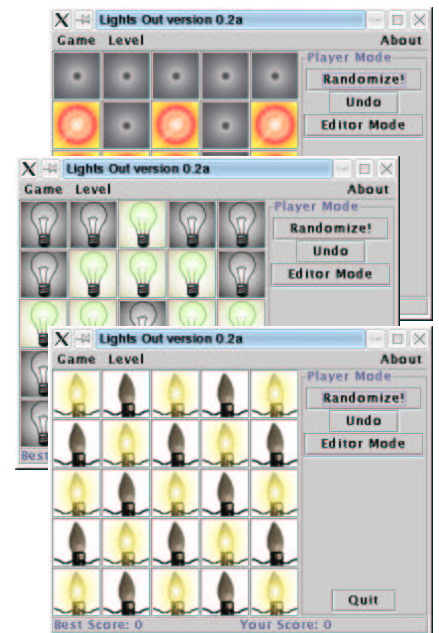 X Lights Out version 0.2a
Game Level About
Player Mode
Randomize!
Undo
Editor Mode
X Lights Out version 0.2a
Game Level About
Player Mode
Randomize!
Undo
Editor Mode
Best
X Lights Out version 0.2a
Game Level About
Player Mode
Randomize!
Undo
Editor Mode
Quit
Best Score: 0 Your Score: 0